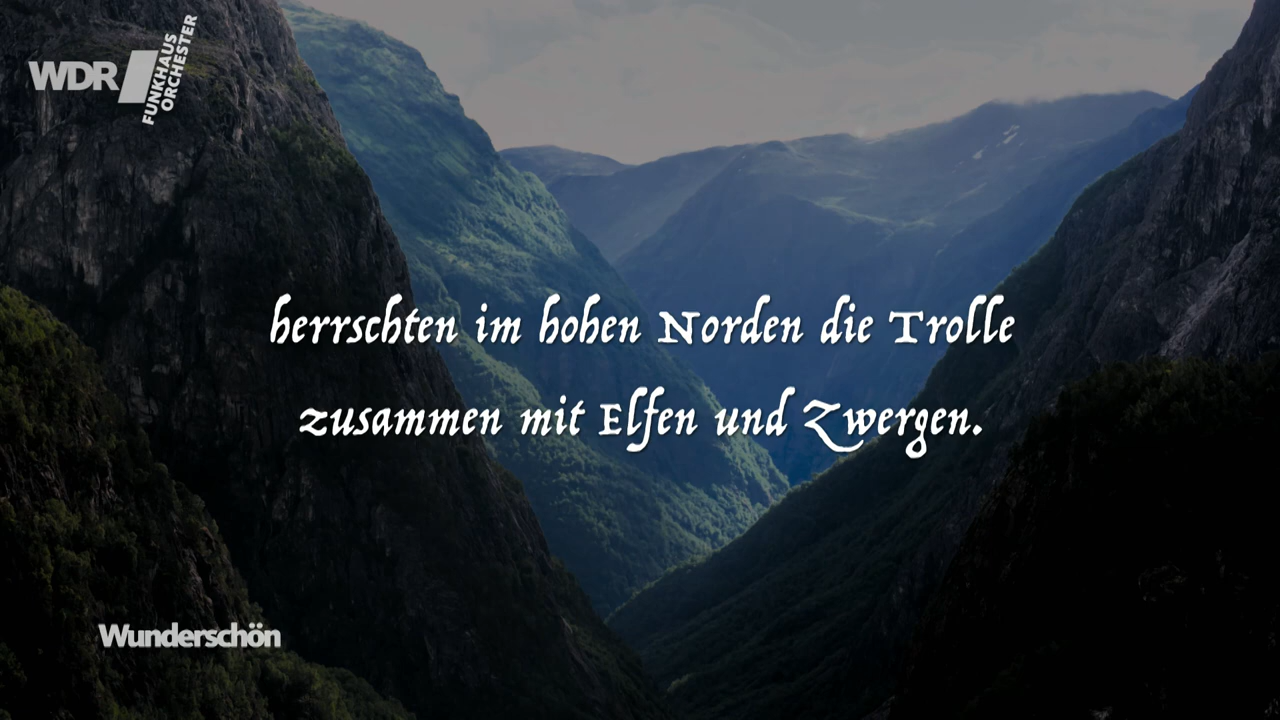 WDR FUNKHAUS
ORCHESTER
herrschten im hohen Norden die Trolle
zusammen mit Elfen und Zwergen.
Wunderschön